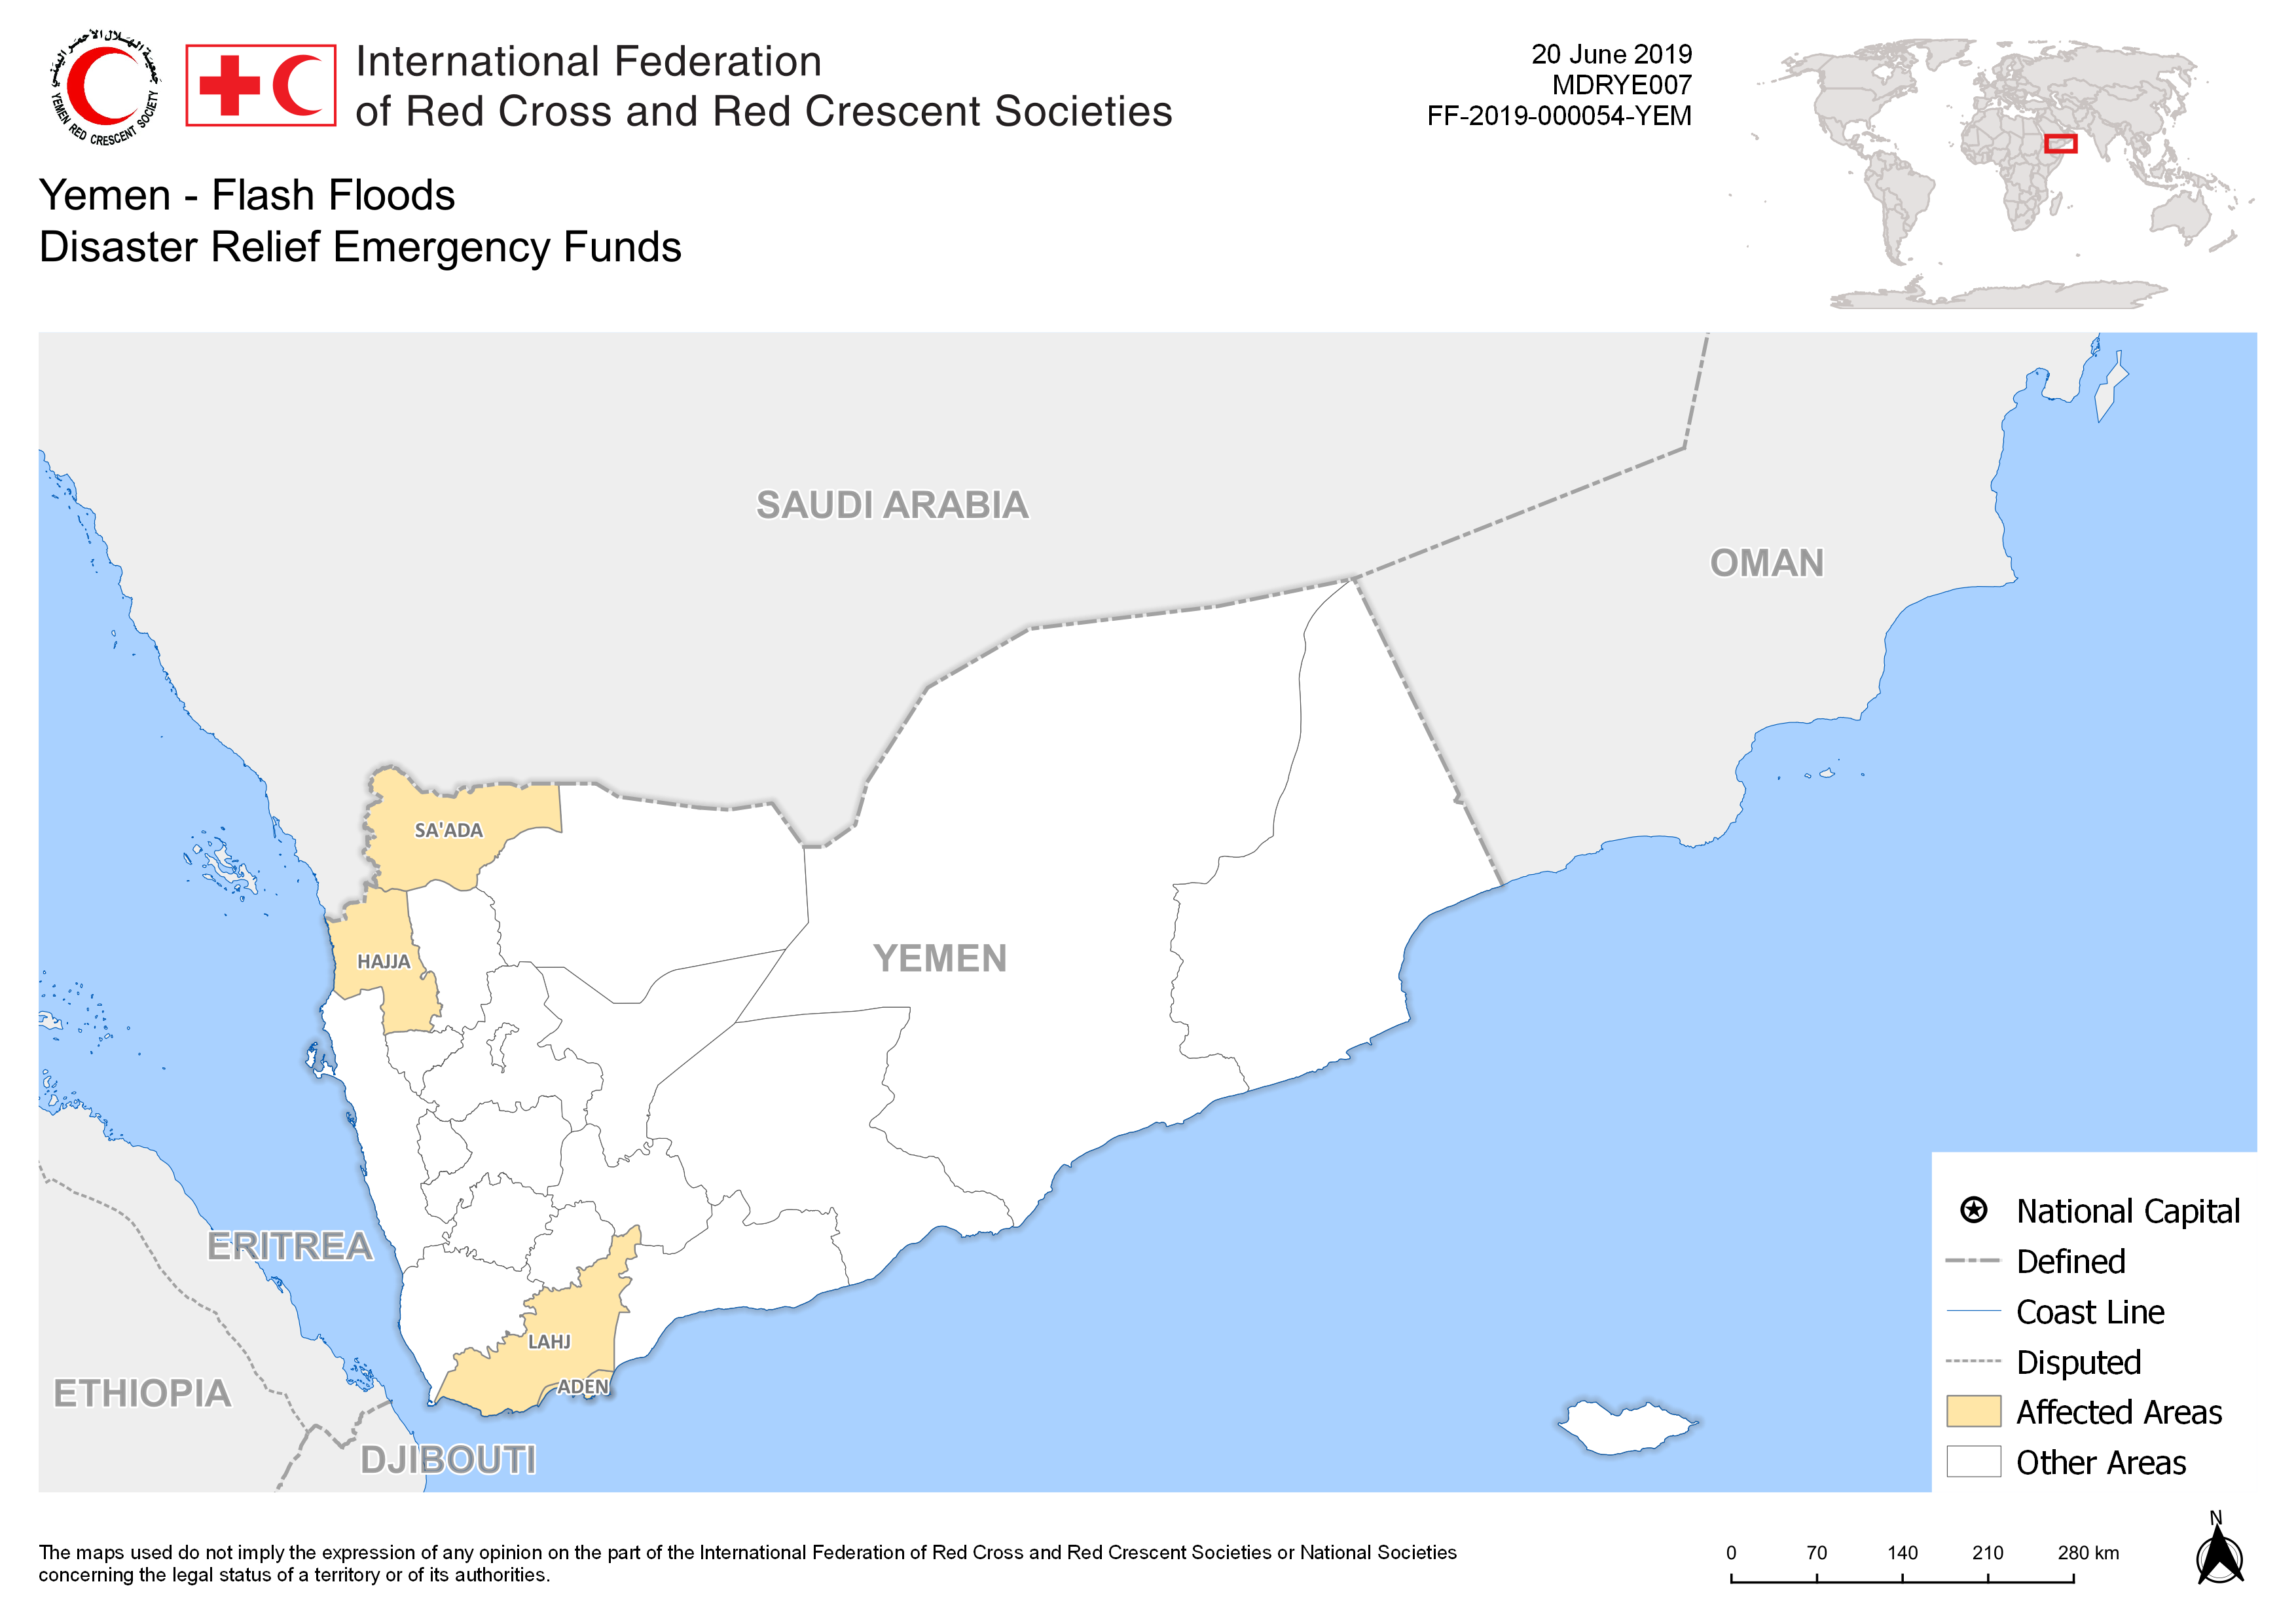 جمعية الهلال الأحمر اليمني
YEMEN RED CRESCENT SOCIETY
International Federation
of Red Cross and Red Crescent Societies
20 June 2019
MDRYE007
FF-2019-000054-YEM
Yemen - Flash Floods
Disaster Relief Emergency Funds
SAUDI ARABIA
OMAN
SA'ADA
HAJJA
YEMEN
ERITREA
LAHJ
ADEN
ETHIOPIA
DJIBOUTI
National Capital
Defined
Coast Line
Disputed
Affected Areas
Other Areas
The maps used do not imply the expression of any opinion on the part of the International Federation of Red Cross and Red Crescent Societies or National Societies
concerning the legal status of a territory or of its authorities.
0 70 140 210 280 km
N